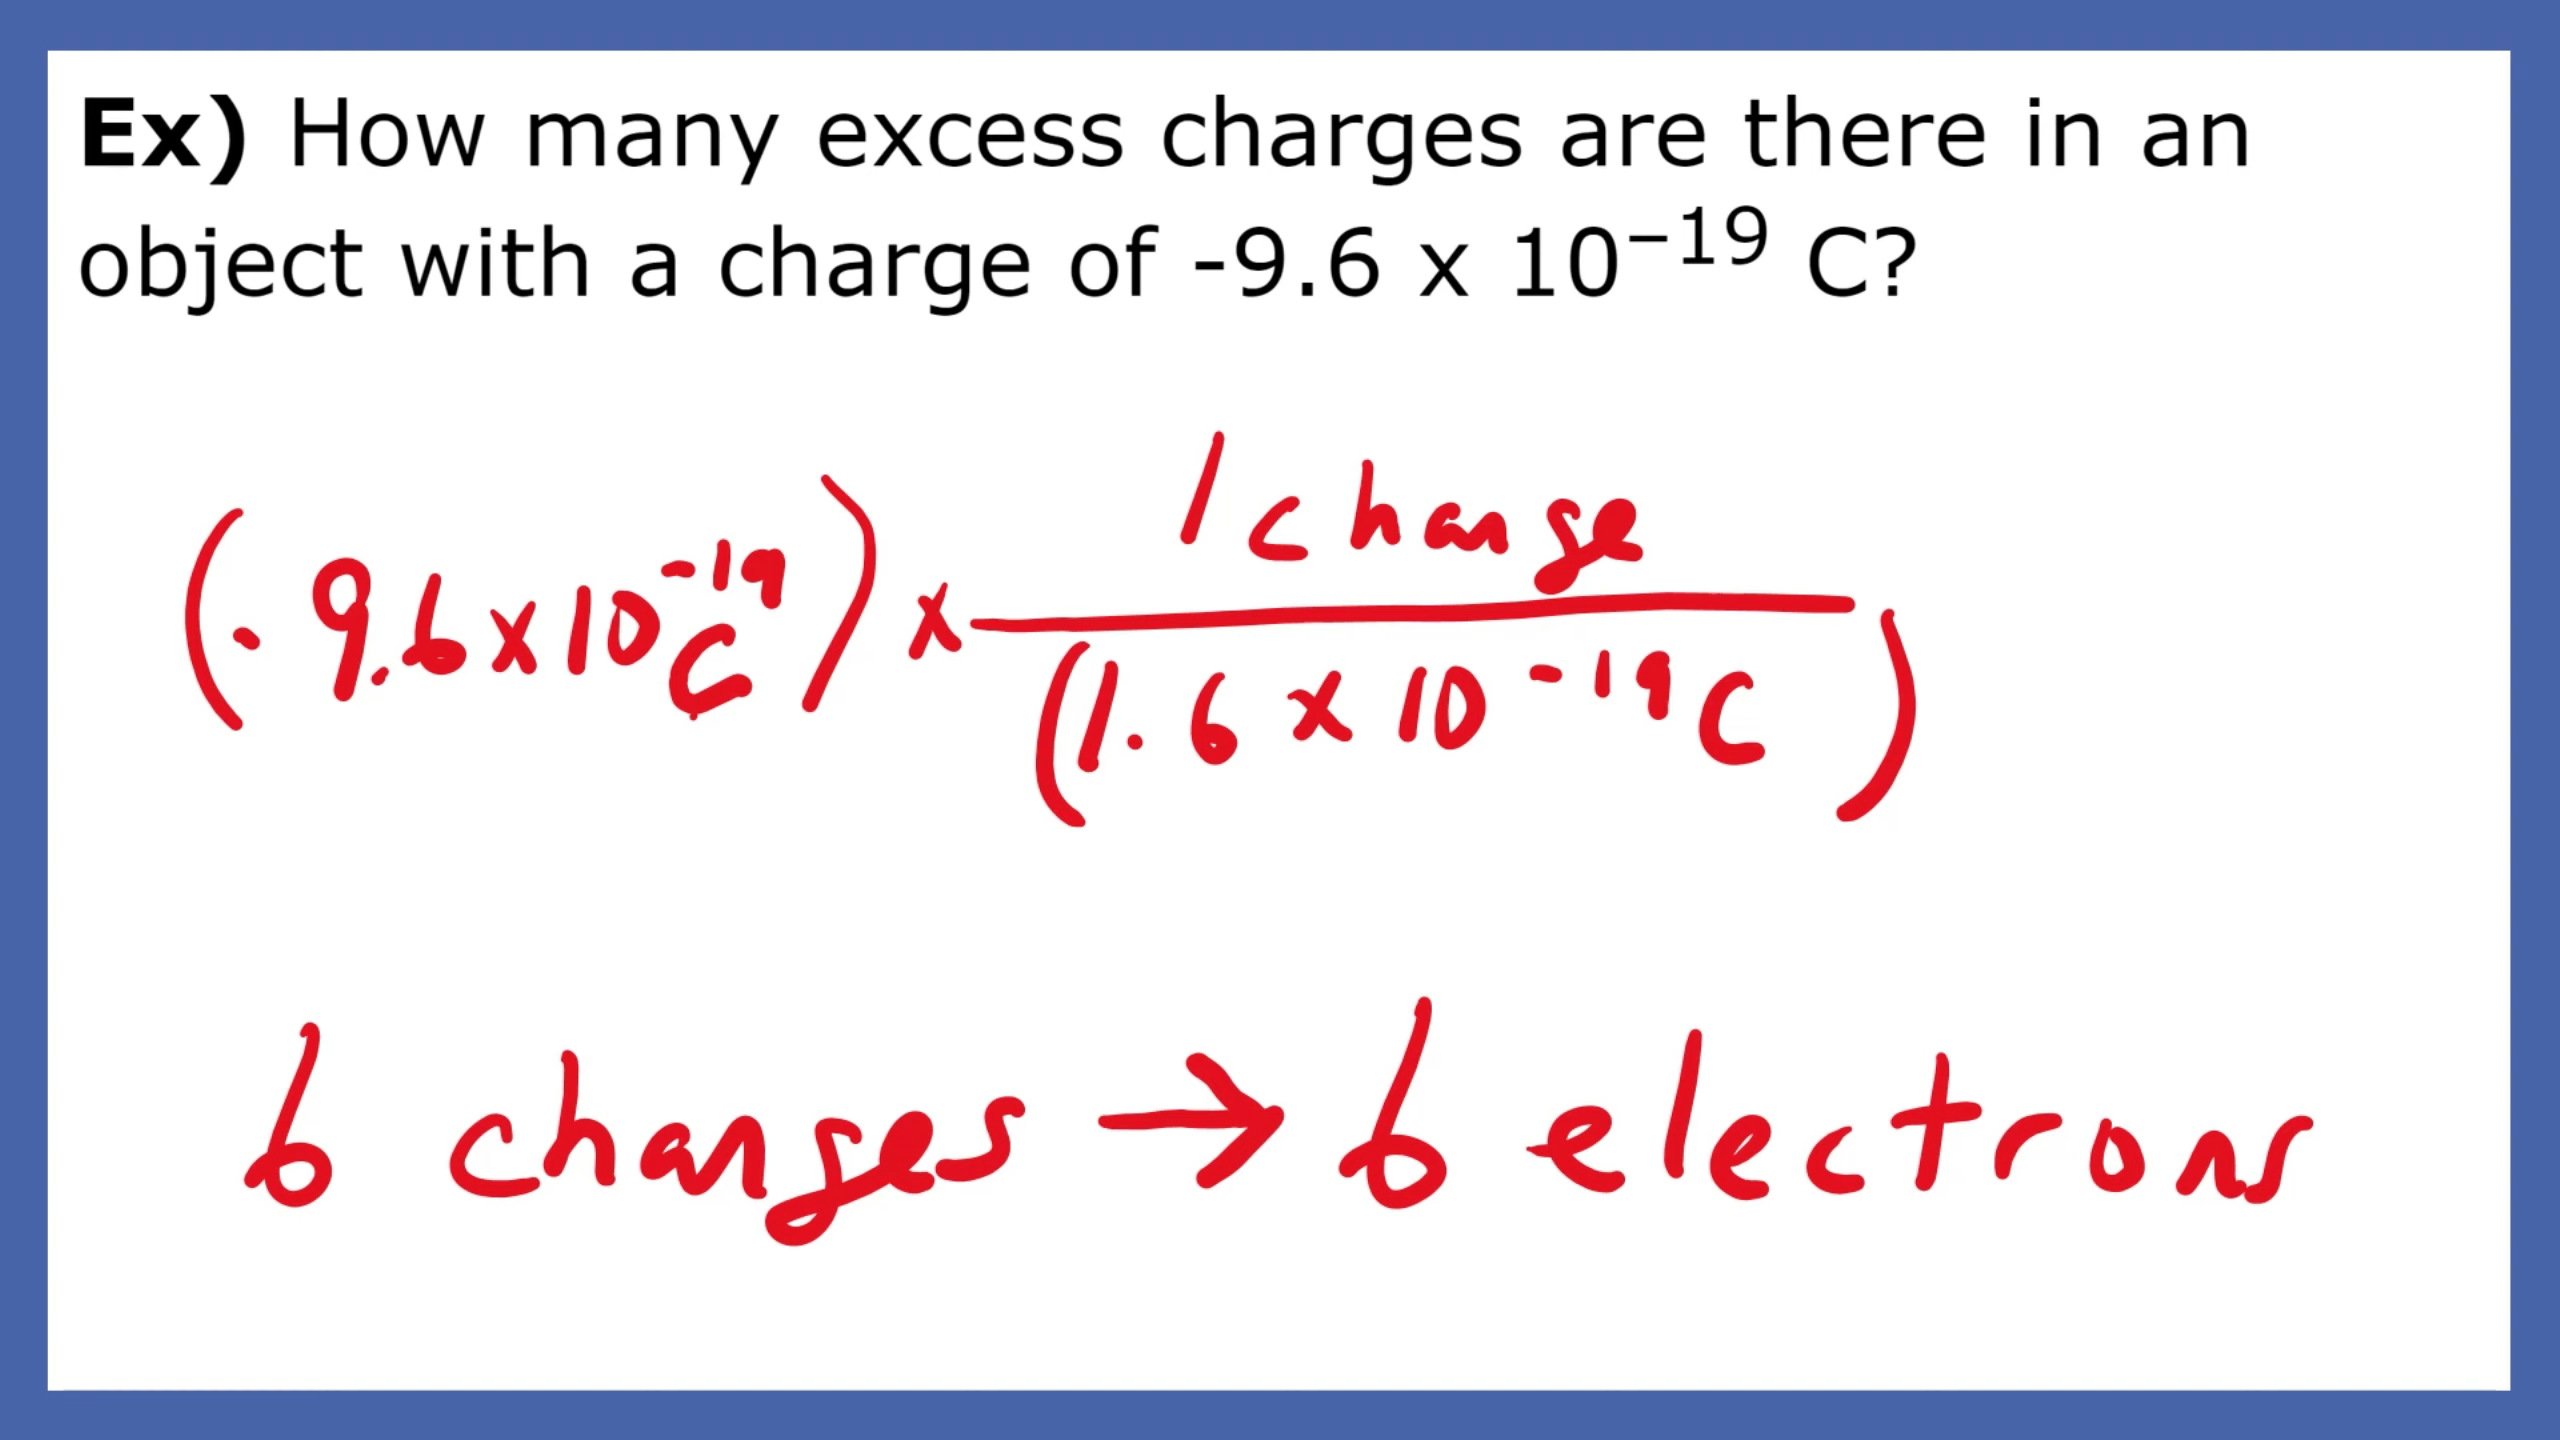 Ex) How many excess charges are there in an
object with a charge of -9.6 x 10⁻¹⁹ C?
(-9.6x10⁻¹⁹ C) x 1 charge / (1.6 x 10⁻¹⁹ C)
6 charges → 6 electrons